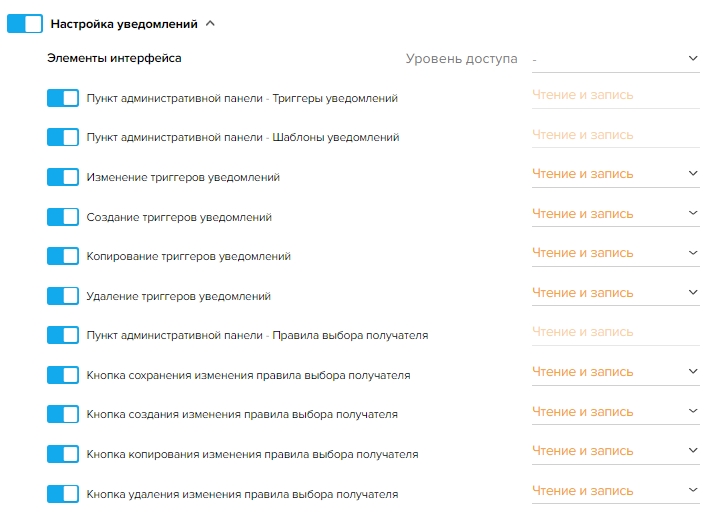 Настройка уведомлений
Элементы интерфейса Уровень доступа -
Пункт административной панели - Триггеры уведомлений Чтение и запись
Пункт административной панели - Шаблоны уведомлений Чтение и запись
Изменение триггеров уведомлений Чтение и запись
Создание триггеров уведомлений Чтение и запись
Копирование триггеров уведомлений Чтение и запись
Удаление триггеров уведомлений Чтение и запись
Пункт административной панели - Правила выбора получателя Чтение и запись
Кнопка сохранения изменения правила выбора получателя Чтение и запись
Кнопка создания изменения правила выбора получателя Чтение и запись
Кнопка копирования изменения правила выбора получателя Чтение и запись
Кнопка удаления изменения правила выбора получателя Чтение и запись